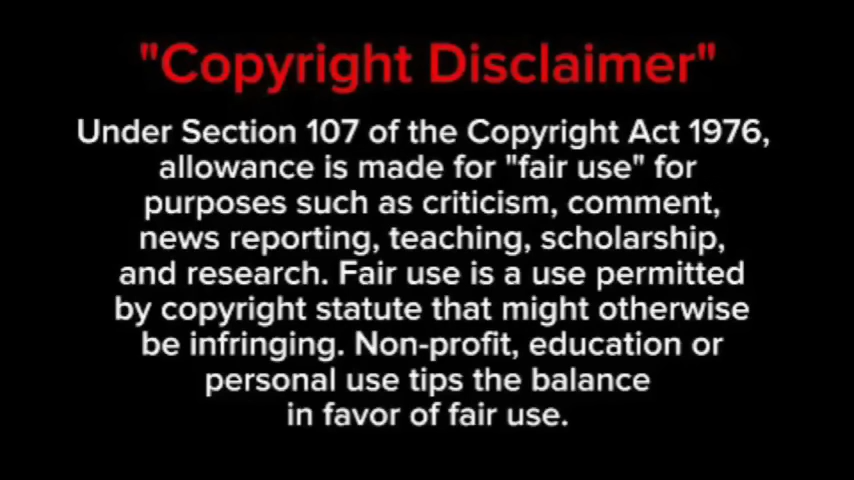 "Copyright Disclaimer"
Under Section 107 of the Copyright Act 1976,
allowance is made for "fair use" for
purposes such as criticism, comment,
news reporting, teaching, scholarship,
and research. Fair use is a use permitted
by copyright statute that might otherwise
be infringing. Non-profit, education or
personal use tips the balance
in favor of fair use.